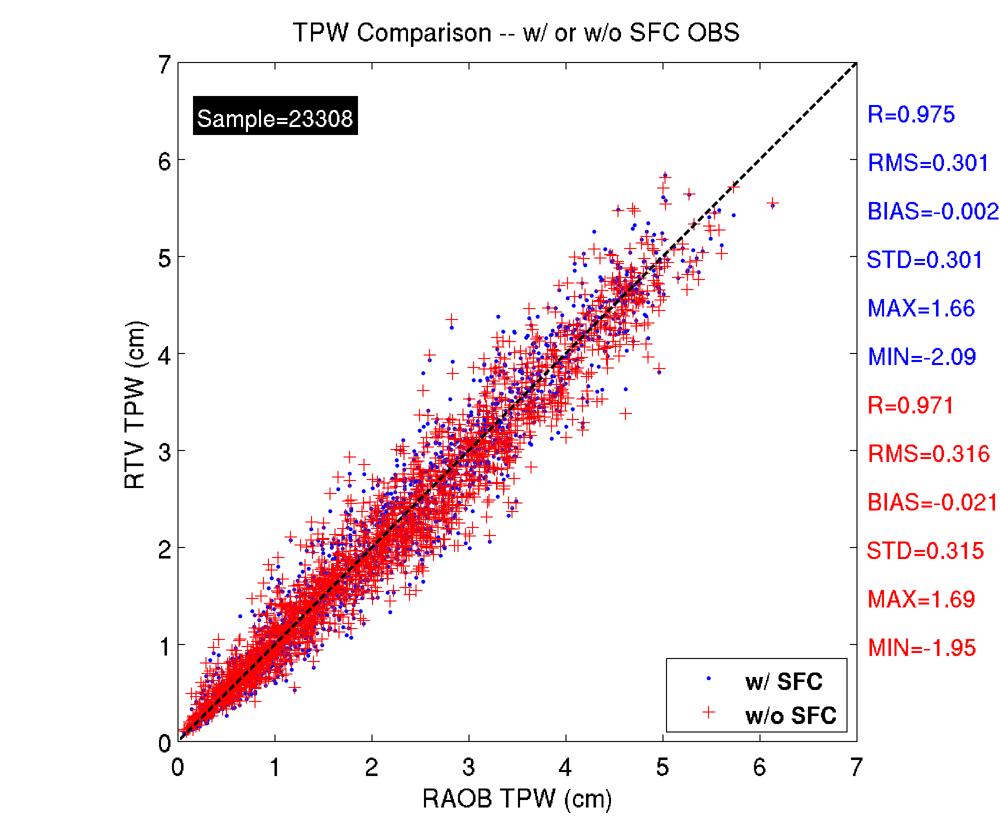 TPW Comparison -- w/ or w/o SFC OBS
7
6
5
4
3
2
1
0
RTV TPW (cm)
Sample=23308
R=0.975
RMS=0.301
BIAS=-0.002
STD=0.301
MAX=1.66
MIN=-2.09
R=0.971
RMS=0.316
BIAS=-0.021
STD=0.315
MAX=1.69
MIN=-1.95
w/ SFC
w/o SFC
0 1 2 3 4 5 6 7
RAOB TPW (cm)